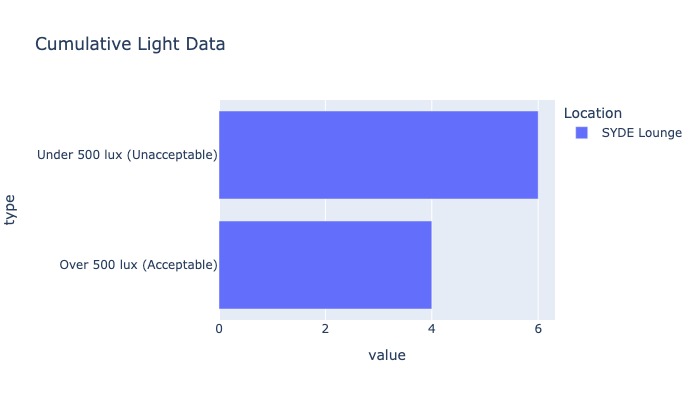 Cumulative Light Data
Location
SYDE Lounge
Under 500 lux (Unacceptable)
Over 500 lux (Acceptable)
type
0 2 4 6
value